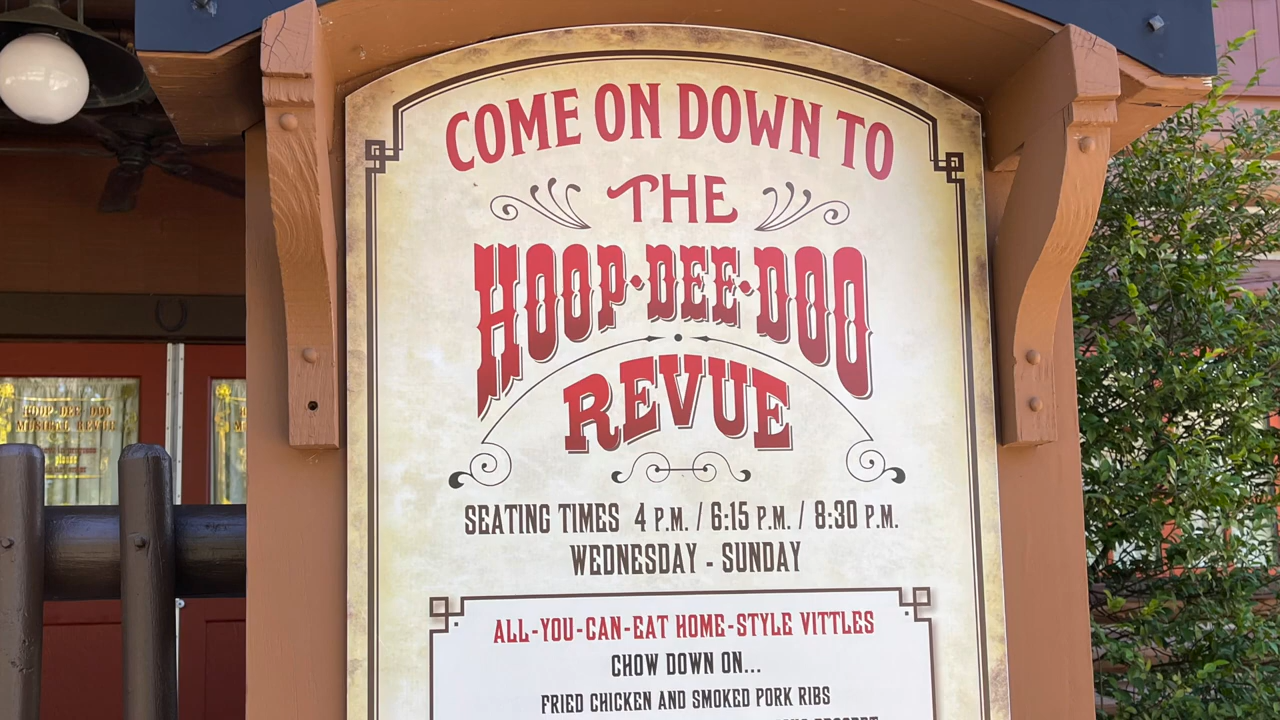 COME ON DOWN TO
THE
HOOP·DEE·DOO
REVUE
SEATING TIMES 4 P.M. / 6:15 P.M. / 8:30 P.M.
WEDNESDAY - SUNDAY
ALL-YOU-CAN-EAT HOME-STYLE VITTLES
CHOW DOWN ON...
FRIED CHICKEN AND SMOKED PORK RIBS
HOOP-DEE-DOO
MUSICAL REVUE
please